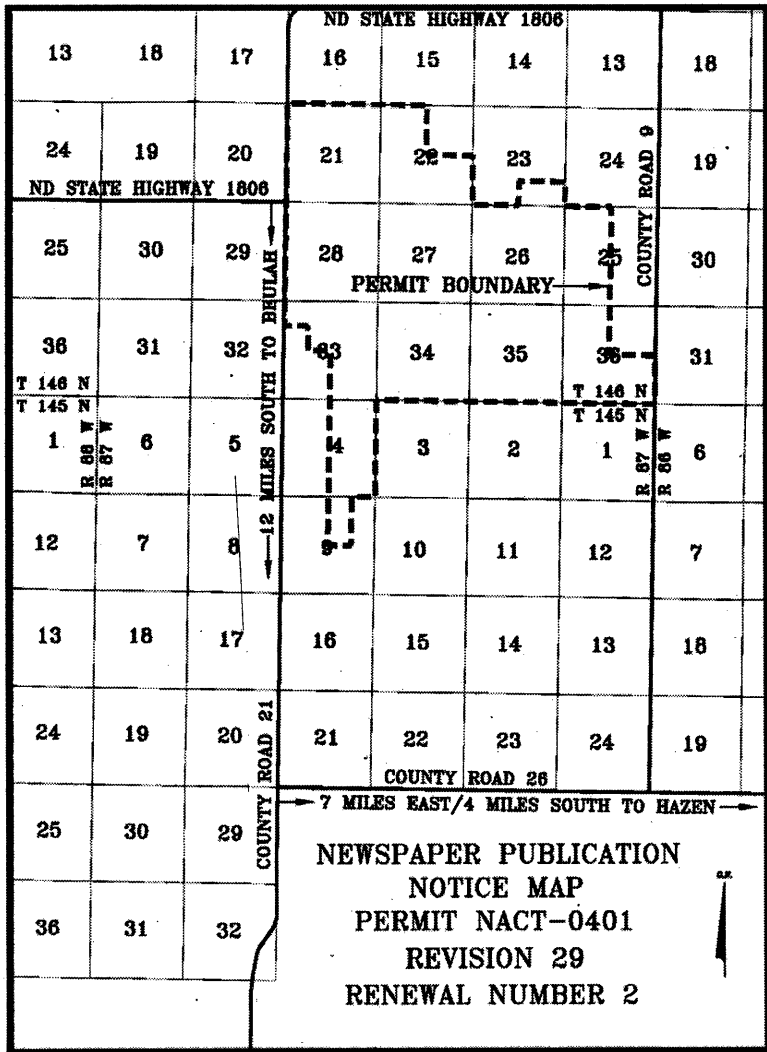 ND STATE HIGHWAY 1806
13 18 17 16 15 14 13 18
24 19 20 21 22 23 24 19
COUNTY ROAD 9
ND STATE HIGHWAY 1806
25 30 29 28 27 26 25 30
PERMIT BOUNDARY
12 MILES SOUTH TO BEULAH
36 31 32 33 34 35 36 31
T 146 N T 146 N
T 145 N T 145 N
1 6 5 4 3 2 1 6
R 88 W
R 87 W
R 87 W
R 86 W
12 7 8 9 10 11 12 7
13 18 17 16 15 14 13 18
24 19 20 21 22 23 24 19
COUNTY ROAD 21
COUNTY ROAD 26
7 MILES EAST/4 MILES SOUTH TO HAZEN
25 30 29
36 31 32
NEWSPAPER PUBLICATION
NOTICE MAP
PERMIT NACT-0401
REVISION 29
RENEWAL NUMBER 2